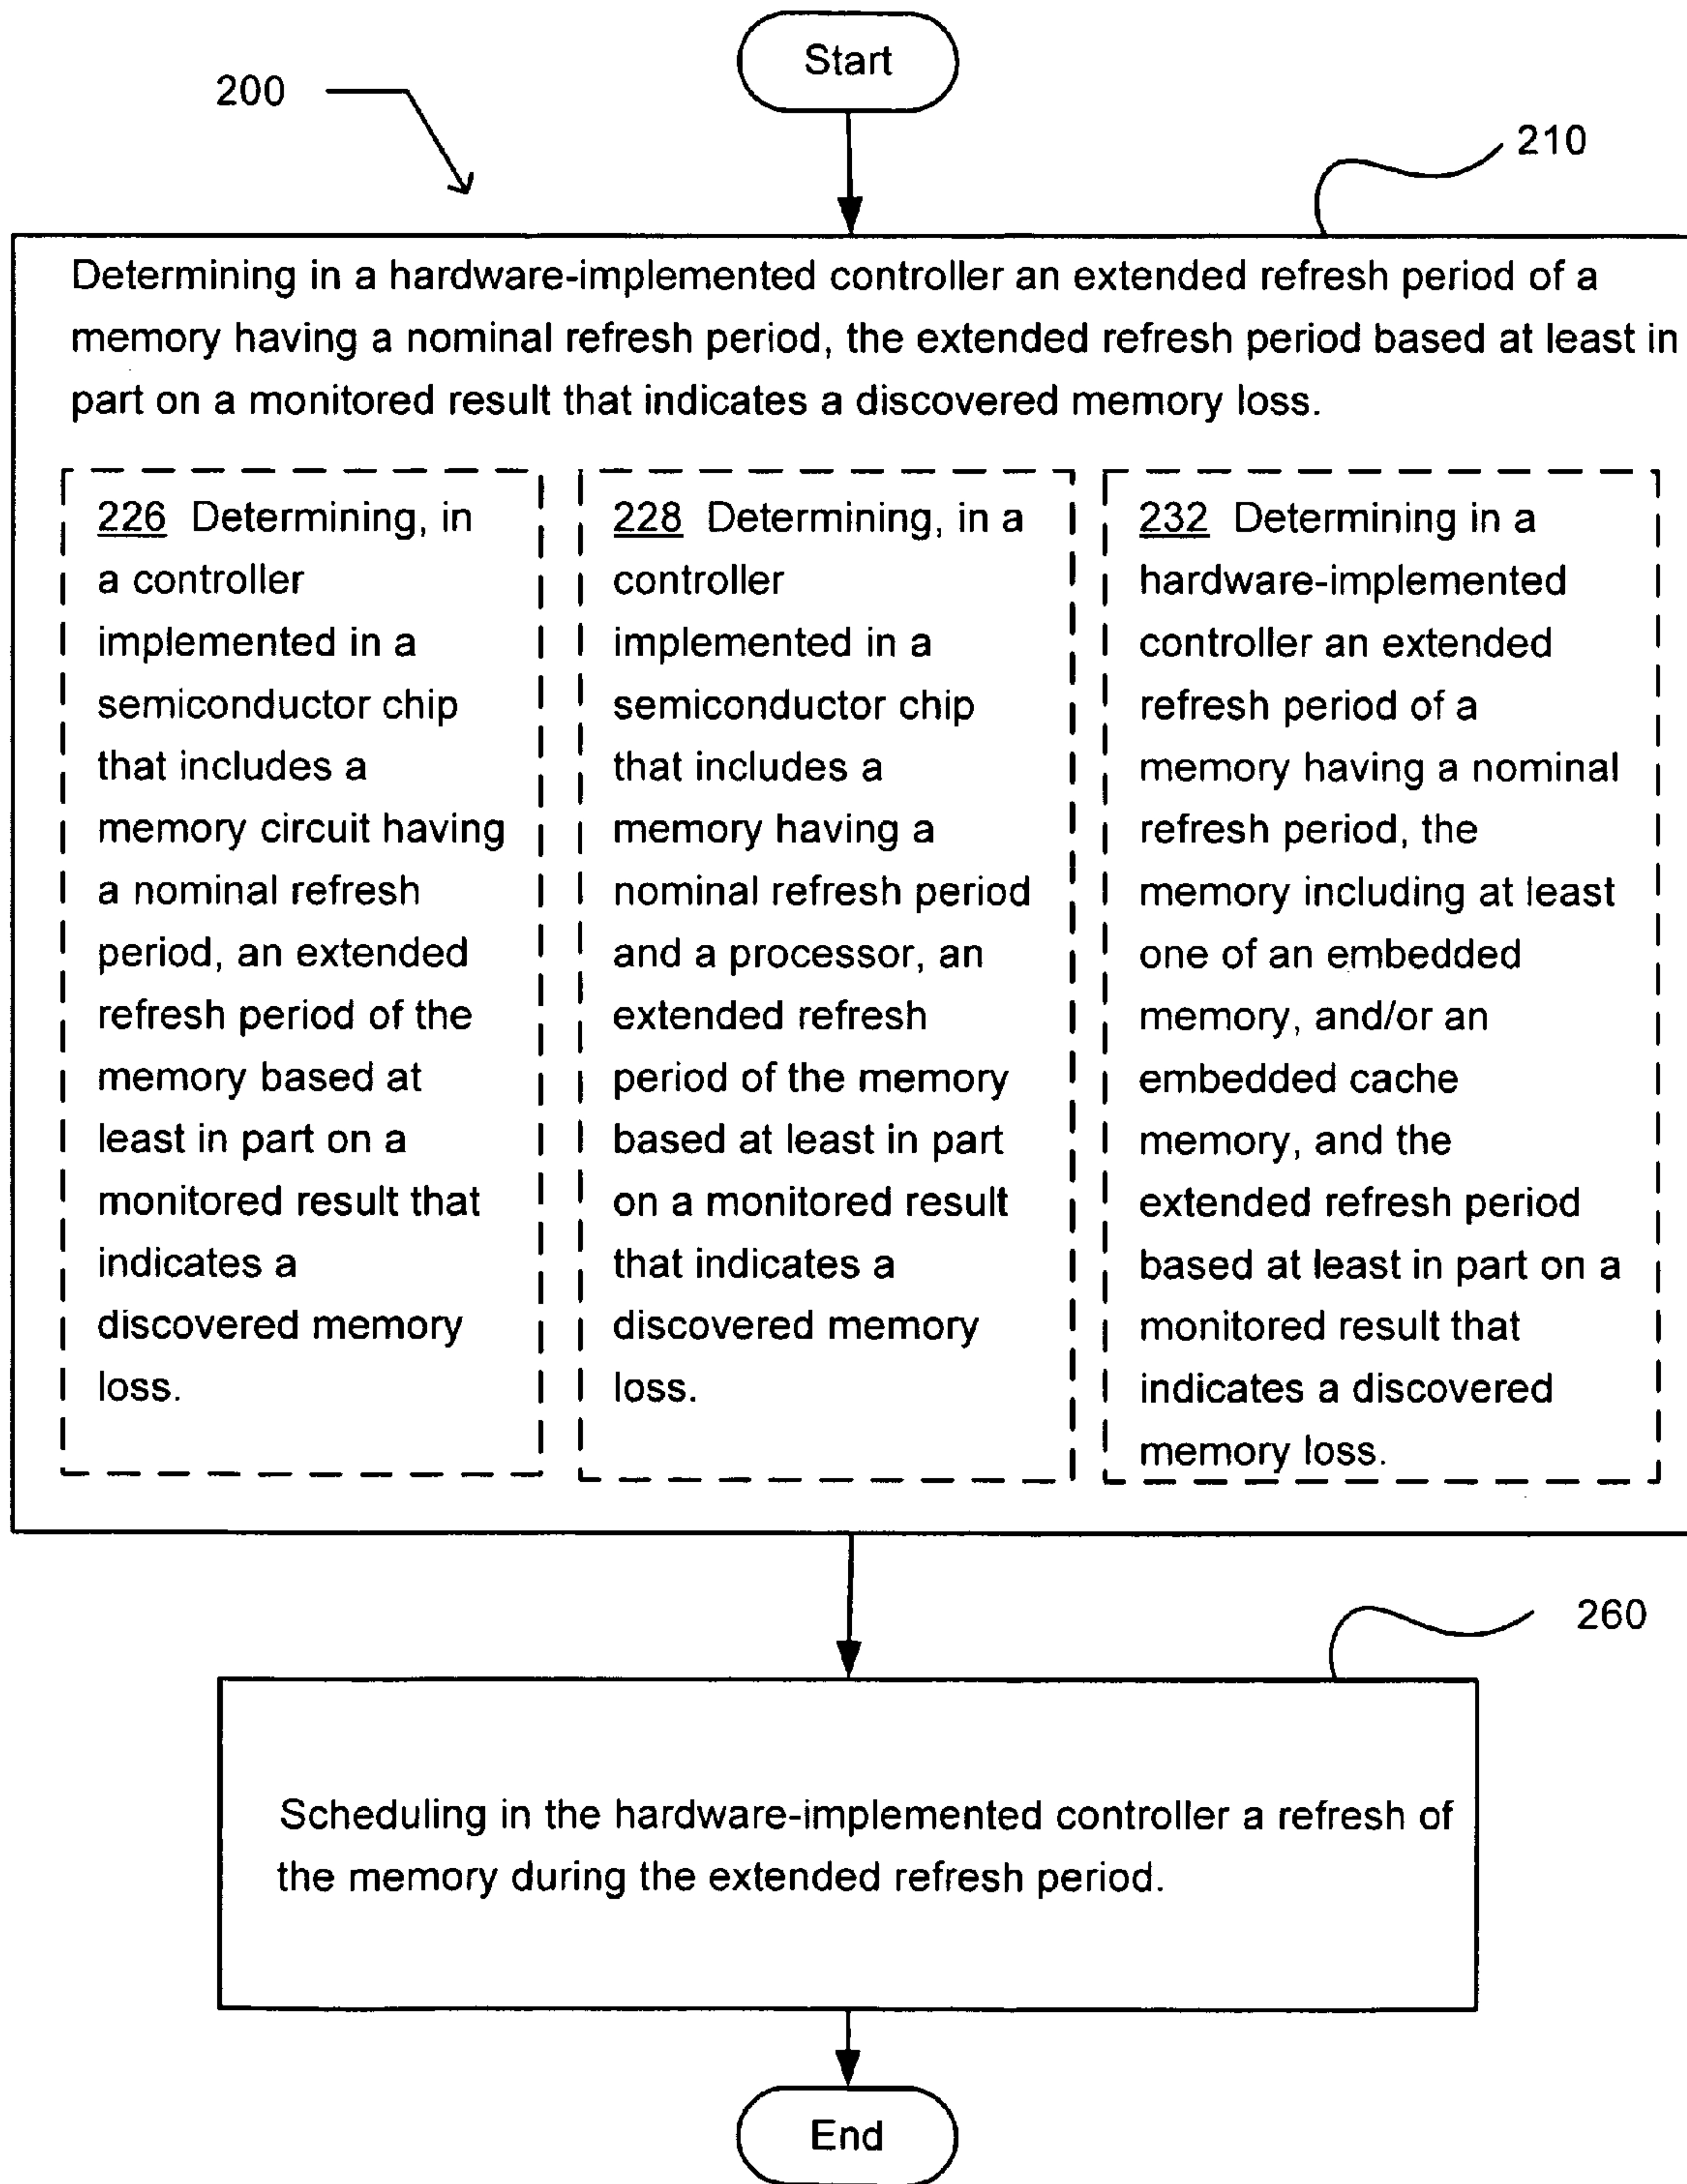 Start
200
210
Determining in a hardware-implemented controller an extended refresh period of a
memory having a nominal refresh period, the extended refresh period based at least in
part on a monitored result that indicates a discovered memory loss.
226 Determining, in
a controller
implemented in a
semiconductor chip
that includes a
memory circuit having
a nominal refresh
period, an extended
refresh period of the
memory based at
least in part on a
monitored result that
indicates a
discovered memory
loss.
228 Determining, in a
controller
implemented in a
semiconductor chip
that includes a
memory having a
nominal refresh period
and a processor, an
extended refresh
period of the memory
based at least in part
on a monitored result
that indicates a
discovered memory
loss.
232 Determining in a
hardware-implemented
controller an extended
refresh period of a
memory having a nominal
refresh period, the
memory including at least
one of an embedded
memory, and/or an
embedded cache
memory, and the
extended refresh period
based at least in part on a
monitored result that
indicates a discovered
memory loss.
260
Scheduling in the hardware-implemented controller a refresh of
the memory during the extended refresh period.
End